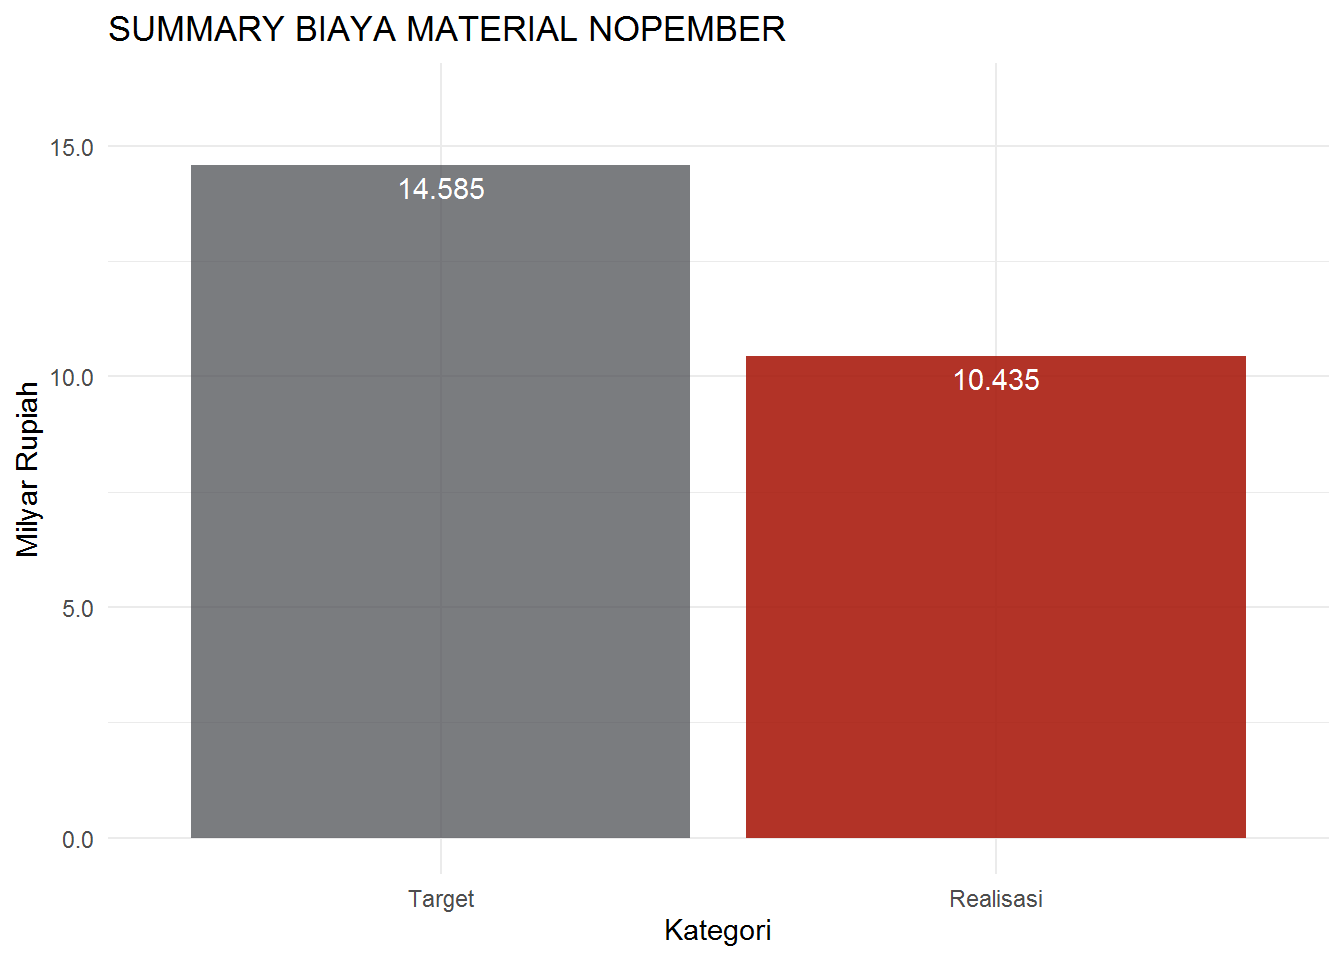 SUMMARY BIAYA MATERIAL NOPEMBER
Milyar Rupiah
15.0
10.0
5.0
0.0
14.585
10.435
Target
Realisasi
Kategori